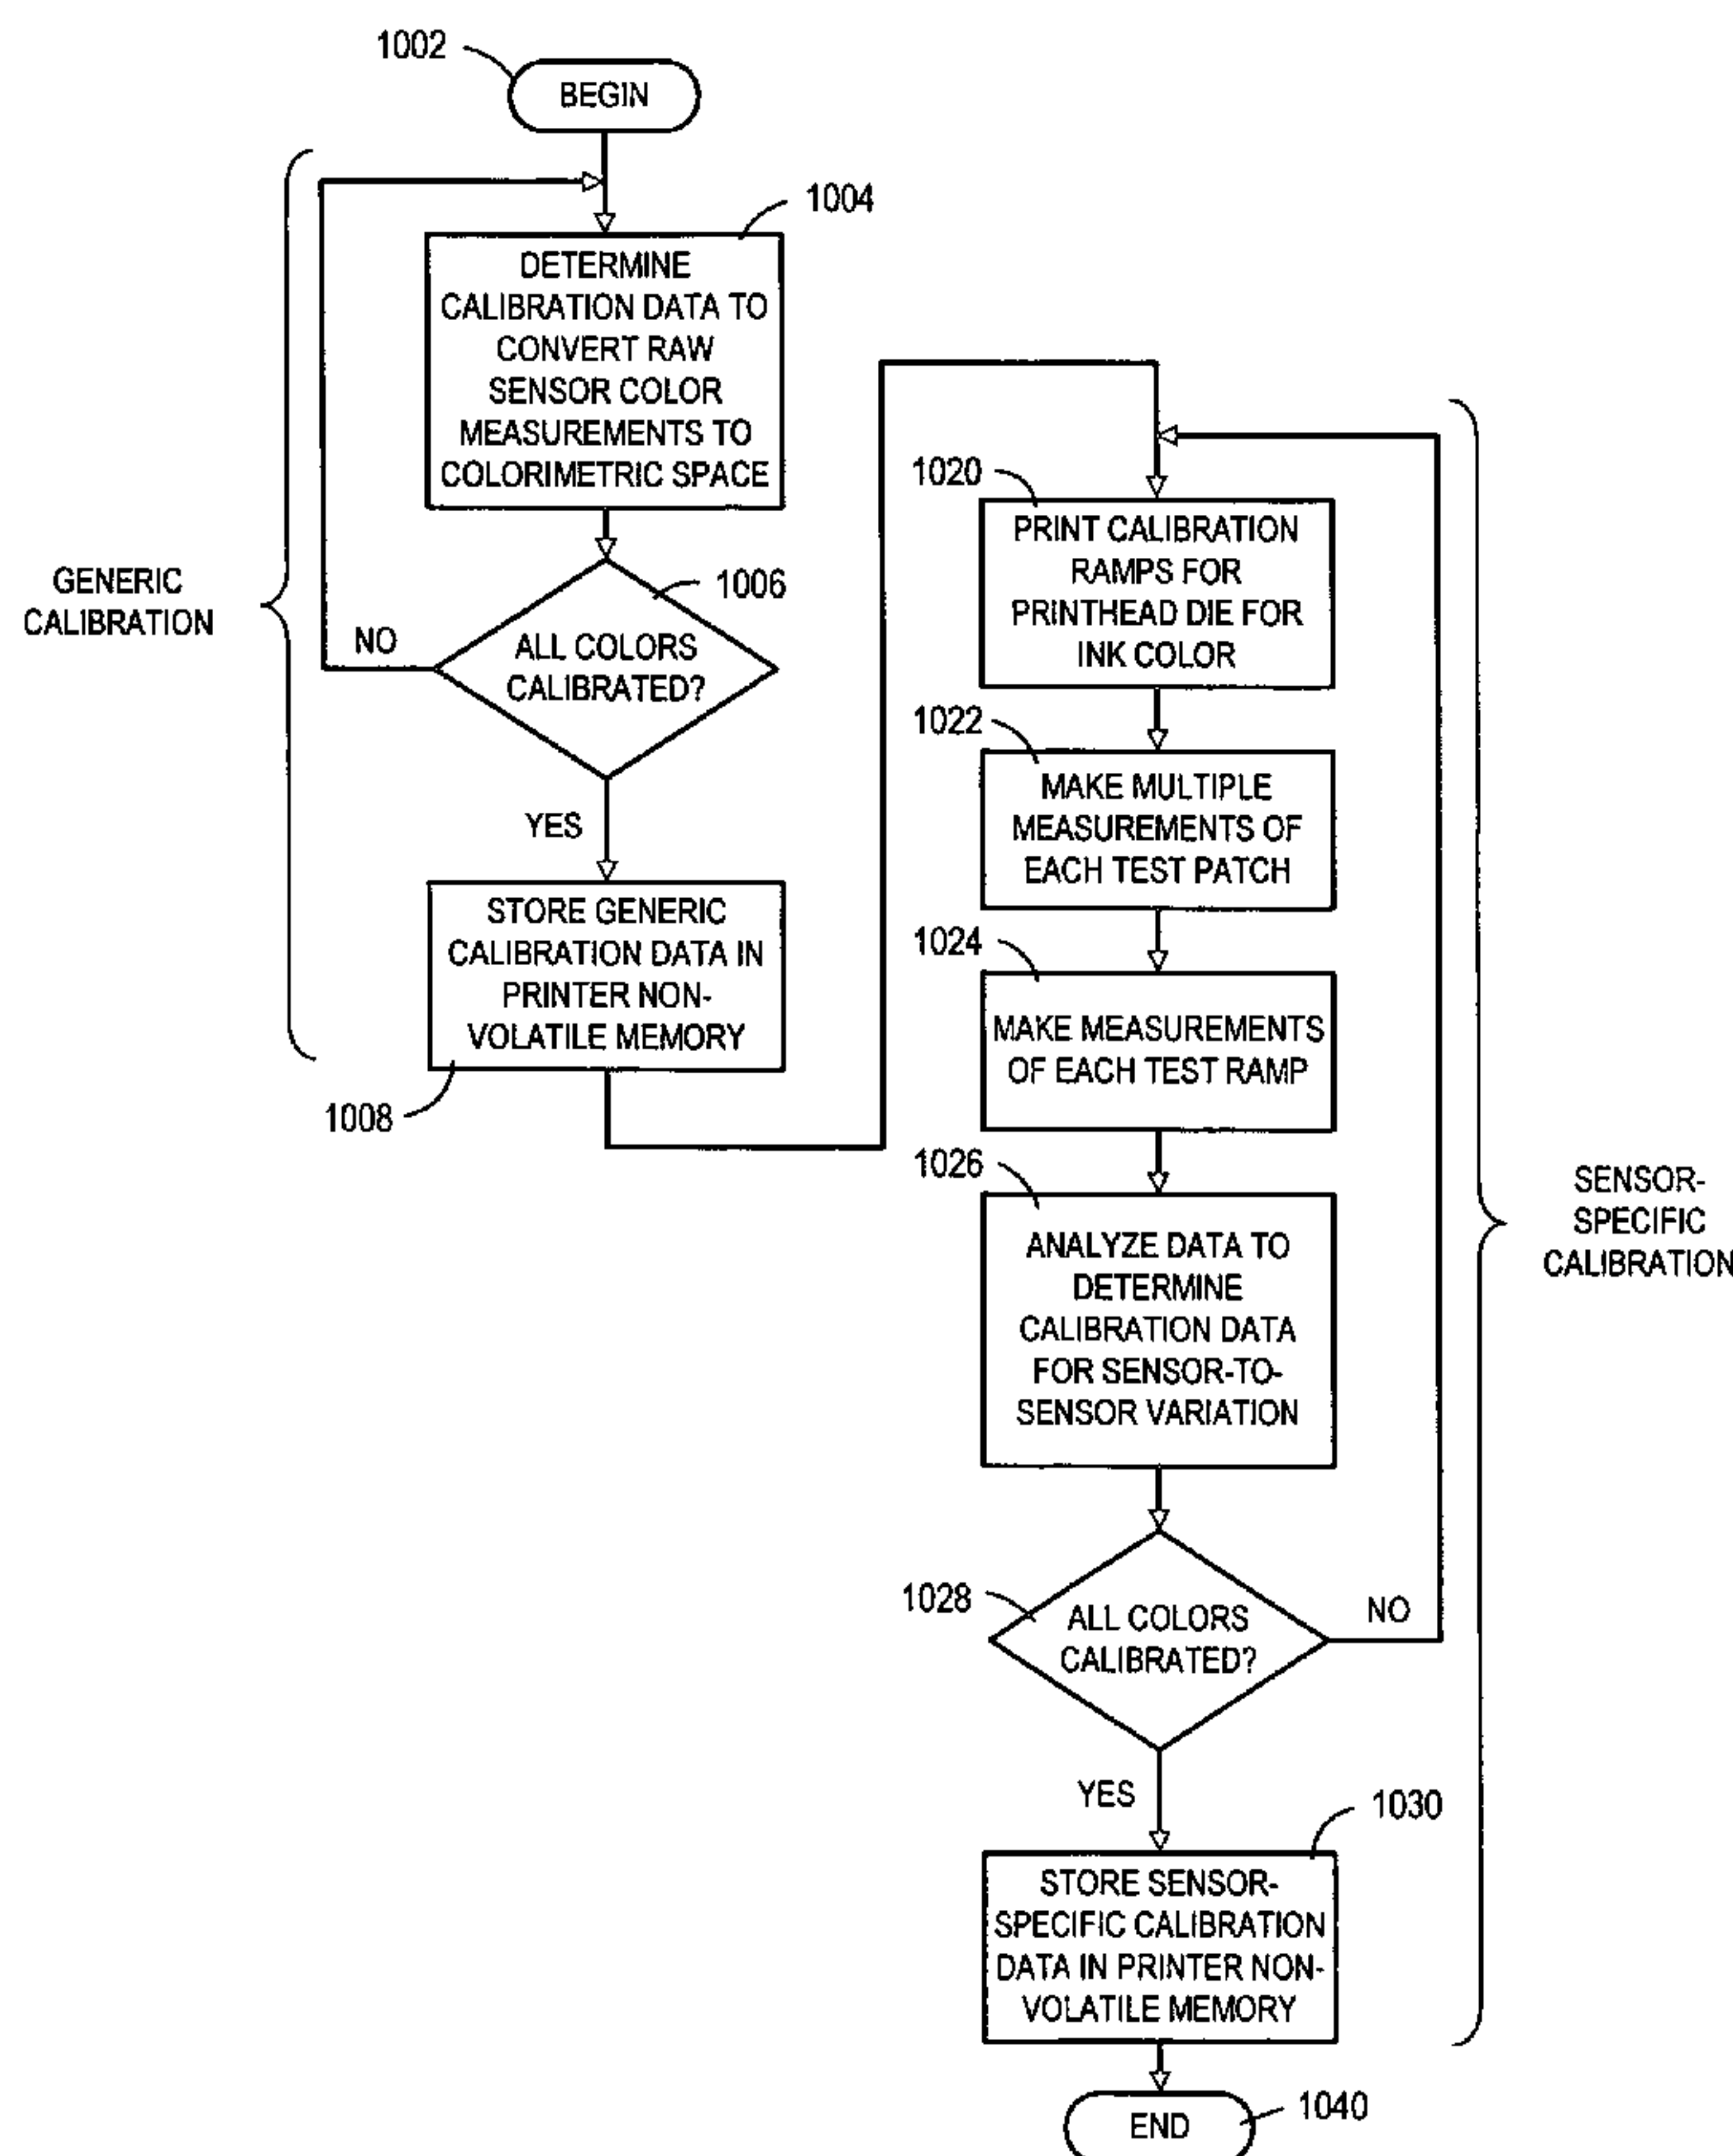 1002
BEGIN
1004
DETERMINE
CALIBRATION DATA TO
CONVERT RAW
SENSOR COLOR
MEASUREMENTS TO
COLORIMETRIC SPACE
GENERIC
CALIBRATION
1006
NO
ALL COLORS
CALIBRATED?
YES
STORE GENERIC
CALIBRATION DATA IN
PRINTER NON-
VOLATILE MEMORY
1008
1020
PRINT CALIBRATION
RAMPS FOR
PRINTHEAD DIE FOR
INK COLOR
1022
MAKE MULTIPLE
MEASUREMENTS OF
EACH TEST PATCH
1024
MAKE MEASUREMENTS
OF EACH TEST RAMP
1026
ANALYZE DATA TO
DETERMINE
CALIBRATION DATA
FOR SENSOR-TO-
SENSOR VARIATION
SENSOR-
SPECIFIC
CALIBRATION
1028
ALL COLORS
CALIBRATED?
NO
YES
1030
STORE SENSOR-
SPECIFIC CALIBRATION
DATA IN PRINTER NON-
VOLATILE MEMORY
END
1040